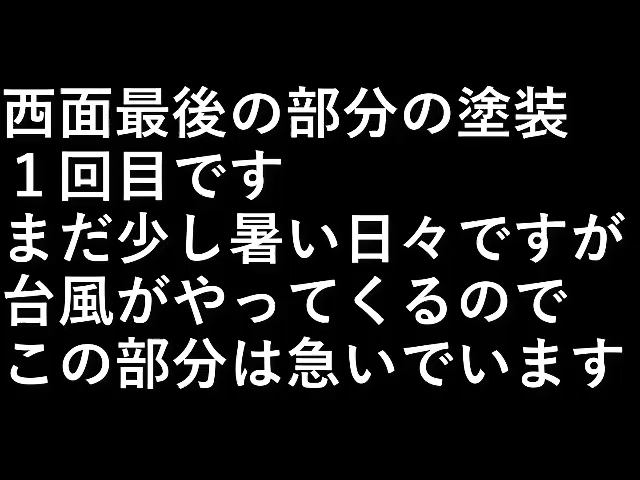 西面最後の部分の塗装
１回目です
まだ少し暑い日々ですが
台風がやってくるので
この部分は急いでいます